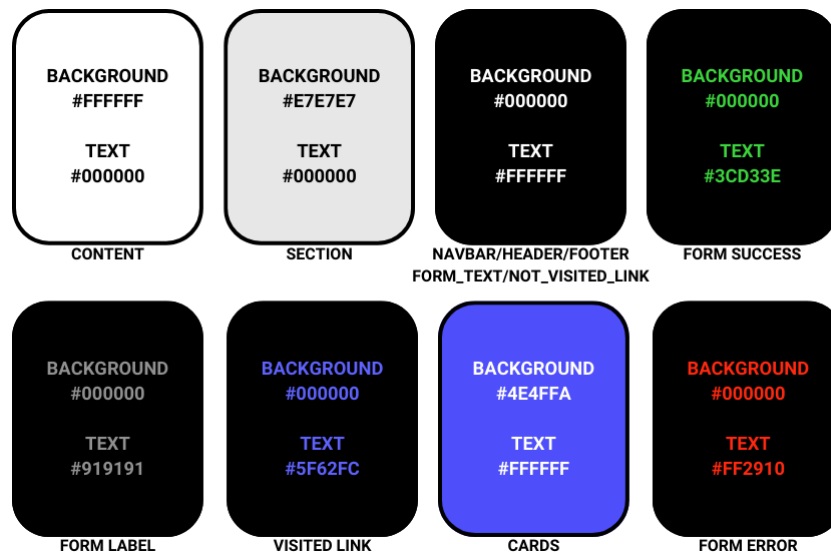 BACKGROUND
#FFFFFF
TEXT
#000000
CONTENT
BACKGROUND
#E7E7E7
TEXT
#000000
SECTION
BACKGROUND
#000000
TEXT
#FFFFFF
NAVBAR/HEADER/FOOTER
FORM_TEXT/NOT_VISITED_LINK
BACKGROUND
#000000
TEXT
#3CD33E
FORM SUCCESS
BACKGROUND
#000000
TEXT
#919191
FORM LABEL
BACKGROUND
#000000
TEXT
#5F62FC
VISITED LINK
BACKGROUND
#4E4FFA
TEXT
#FFFFFF
CARDS
BACKGROUND
#000000
TEXT
#FF2910
FORM ERROR